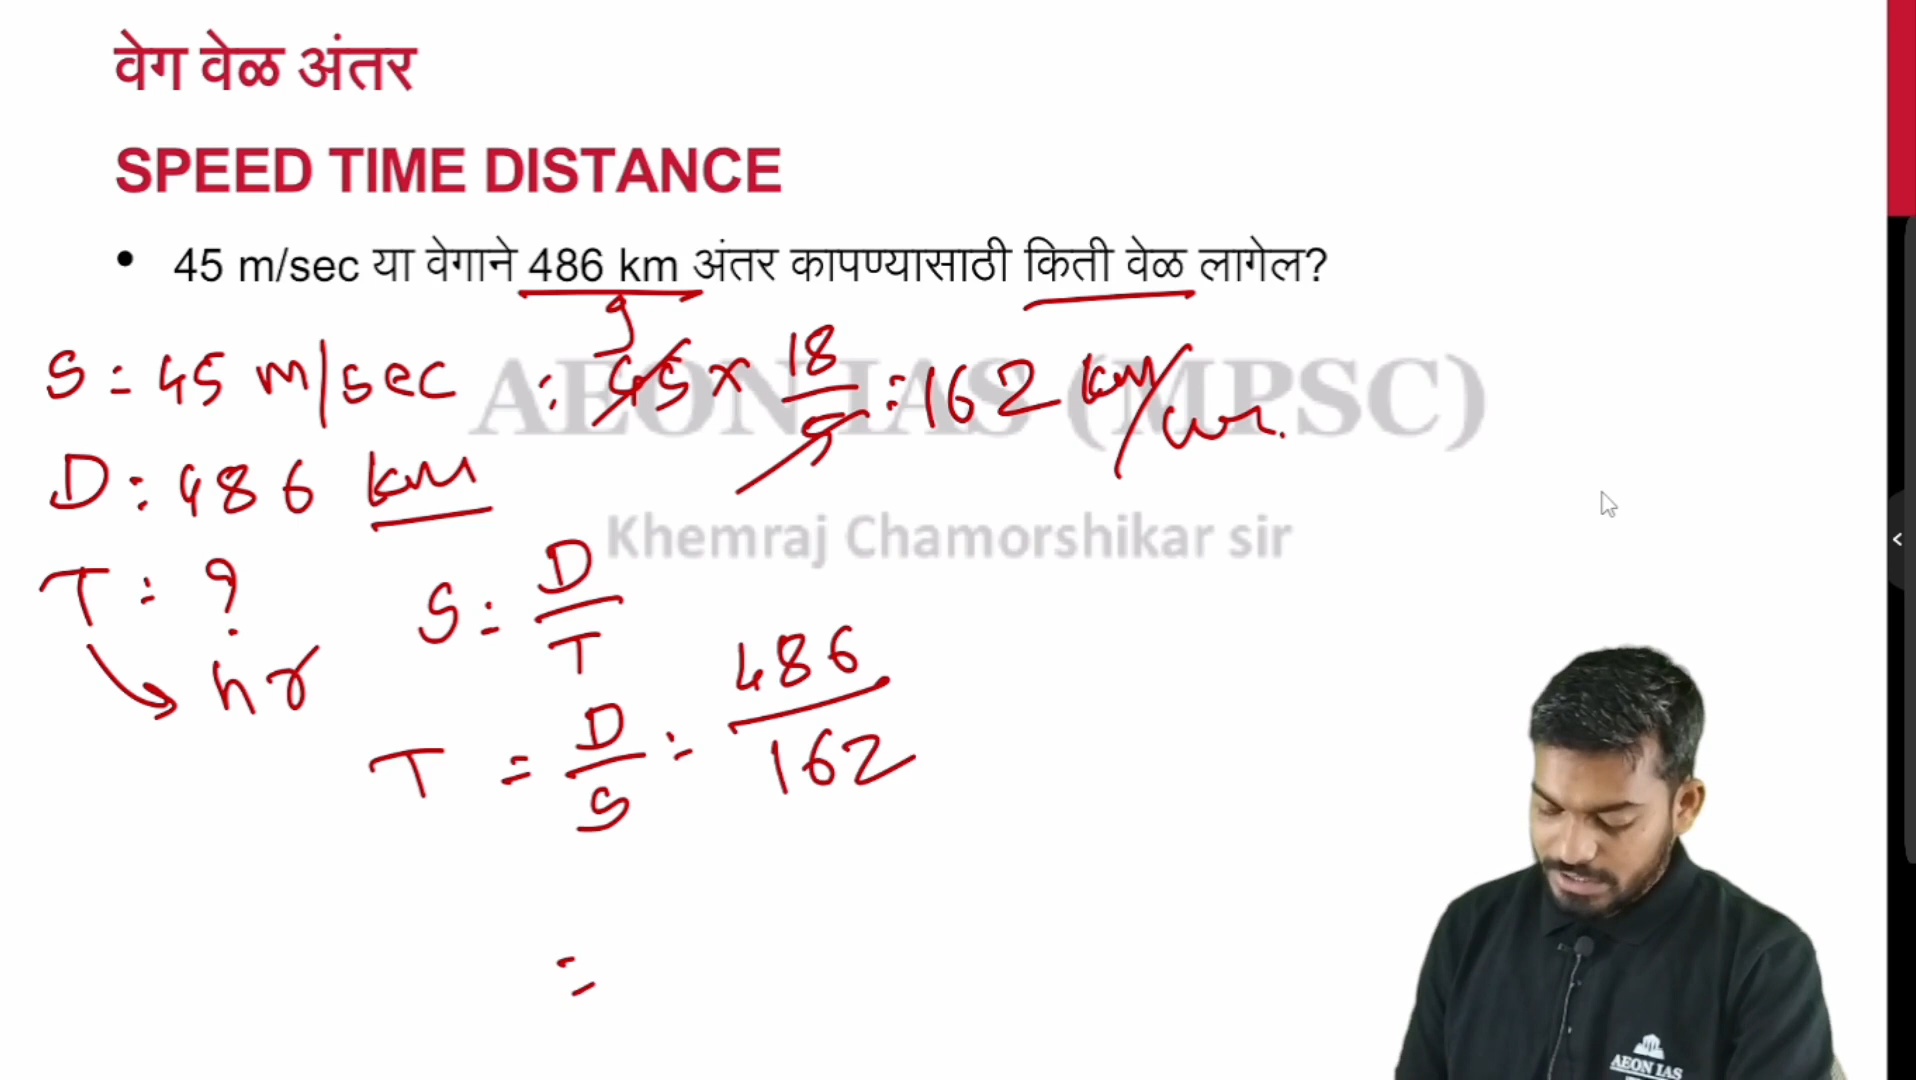 वेग वेळ अंतर
SPEED TIME DISTANCE
• 45 m/sec या वेगाने 486 km अंतर कापण्यासाठी किती वेळ लागेल?
AEON IAS (MPSC)
Khemraj Chamorshikar sir
9
S = 45 m/sec = 45 x 18/5 = 162 km/hr.
D = 486 km
T = ?
hr
S = D/T
T = D/S = 486/162
=
AEON IAS
<